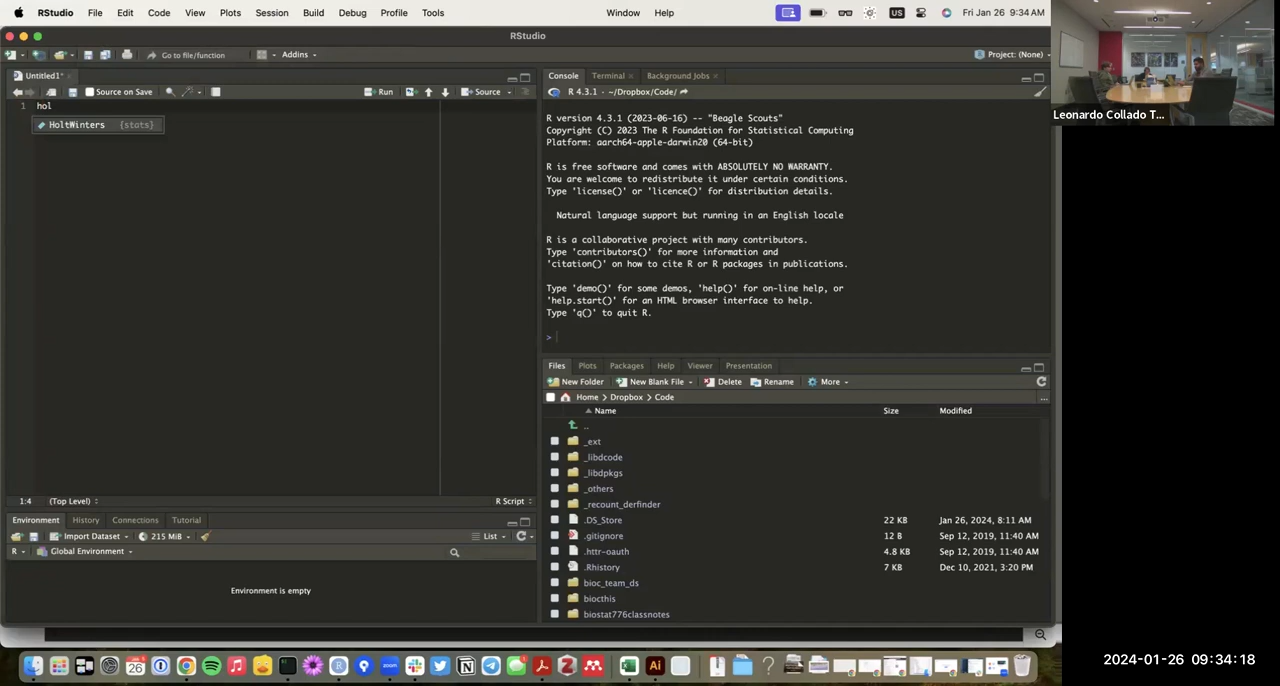 RStudio File Edit Code View Plots Session Build Debug Profile Tools Window Help US Fri Jan 26 9:34 AM
RStudio
Go to file/function Addins Project: (None)
Untitled1*
Source on Save Run Source
1 hol
HoltWinters {stats}
1:4 (Top Level) R Script
Environment History Connections Tutorial
Import Dataset 215 MiB List
R Global Environment
Environment is empty
Console Terminal Background Jobs
R 4.3.1 · ~/Dropbox/Code/
R version 4.3.1 (2023-06-16) -- "Beagle Scouts"
Copyright (C) 2023 The R Foundation for Statistical Computing
Platform: aarch64-apple-darwin20 (64-bit)
R is free software and comes with ABSOLUTELY NO WARRANTY.
You are welcome to redistribute it under certain conditions.
Type 'license()' or 'licence()' for distribution details.
Natural language support but running in an English locale
R is a collaborative project with many contributors.
Type 'contributors()' for more information and
'citation()' on how to cite R or R packages in publications.
Type 'demo()' for some demos, 'help()' for on-line help, or
'help.start()' for an HTML browser interface to help.
Type 'q()' to quit R.
>
Files Plots Packages Help Viewer Presentation
New Folder New Blank File Delete Rename More
Home > Dropbox > Code ...
Name Size Modified
..
_ext
_libdcode
_libdpkgs
_others
_recount_derfinder
.DS_Store 22 KB Jan 26, 2024, 8:11 AM
.gitignore 12 B Sep 12, 2019, 11:40 AM
.httr-oauth 4.8 KB Sep 12, 2019, 11:40 AM
.Rhistory 7 KB Dec 10, 2021, 3:20 PM
bioc_team_ds
biocthis
biostat776classnotes
Leonardo Collado T...
26
zoom
Ai
2024-01-26 09:34:18